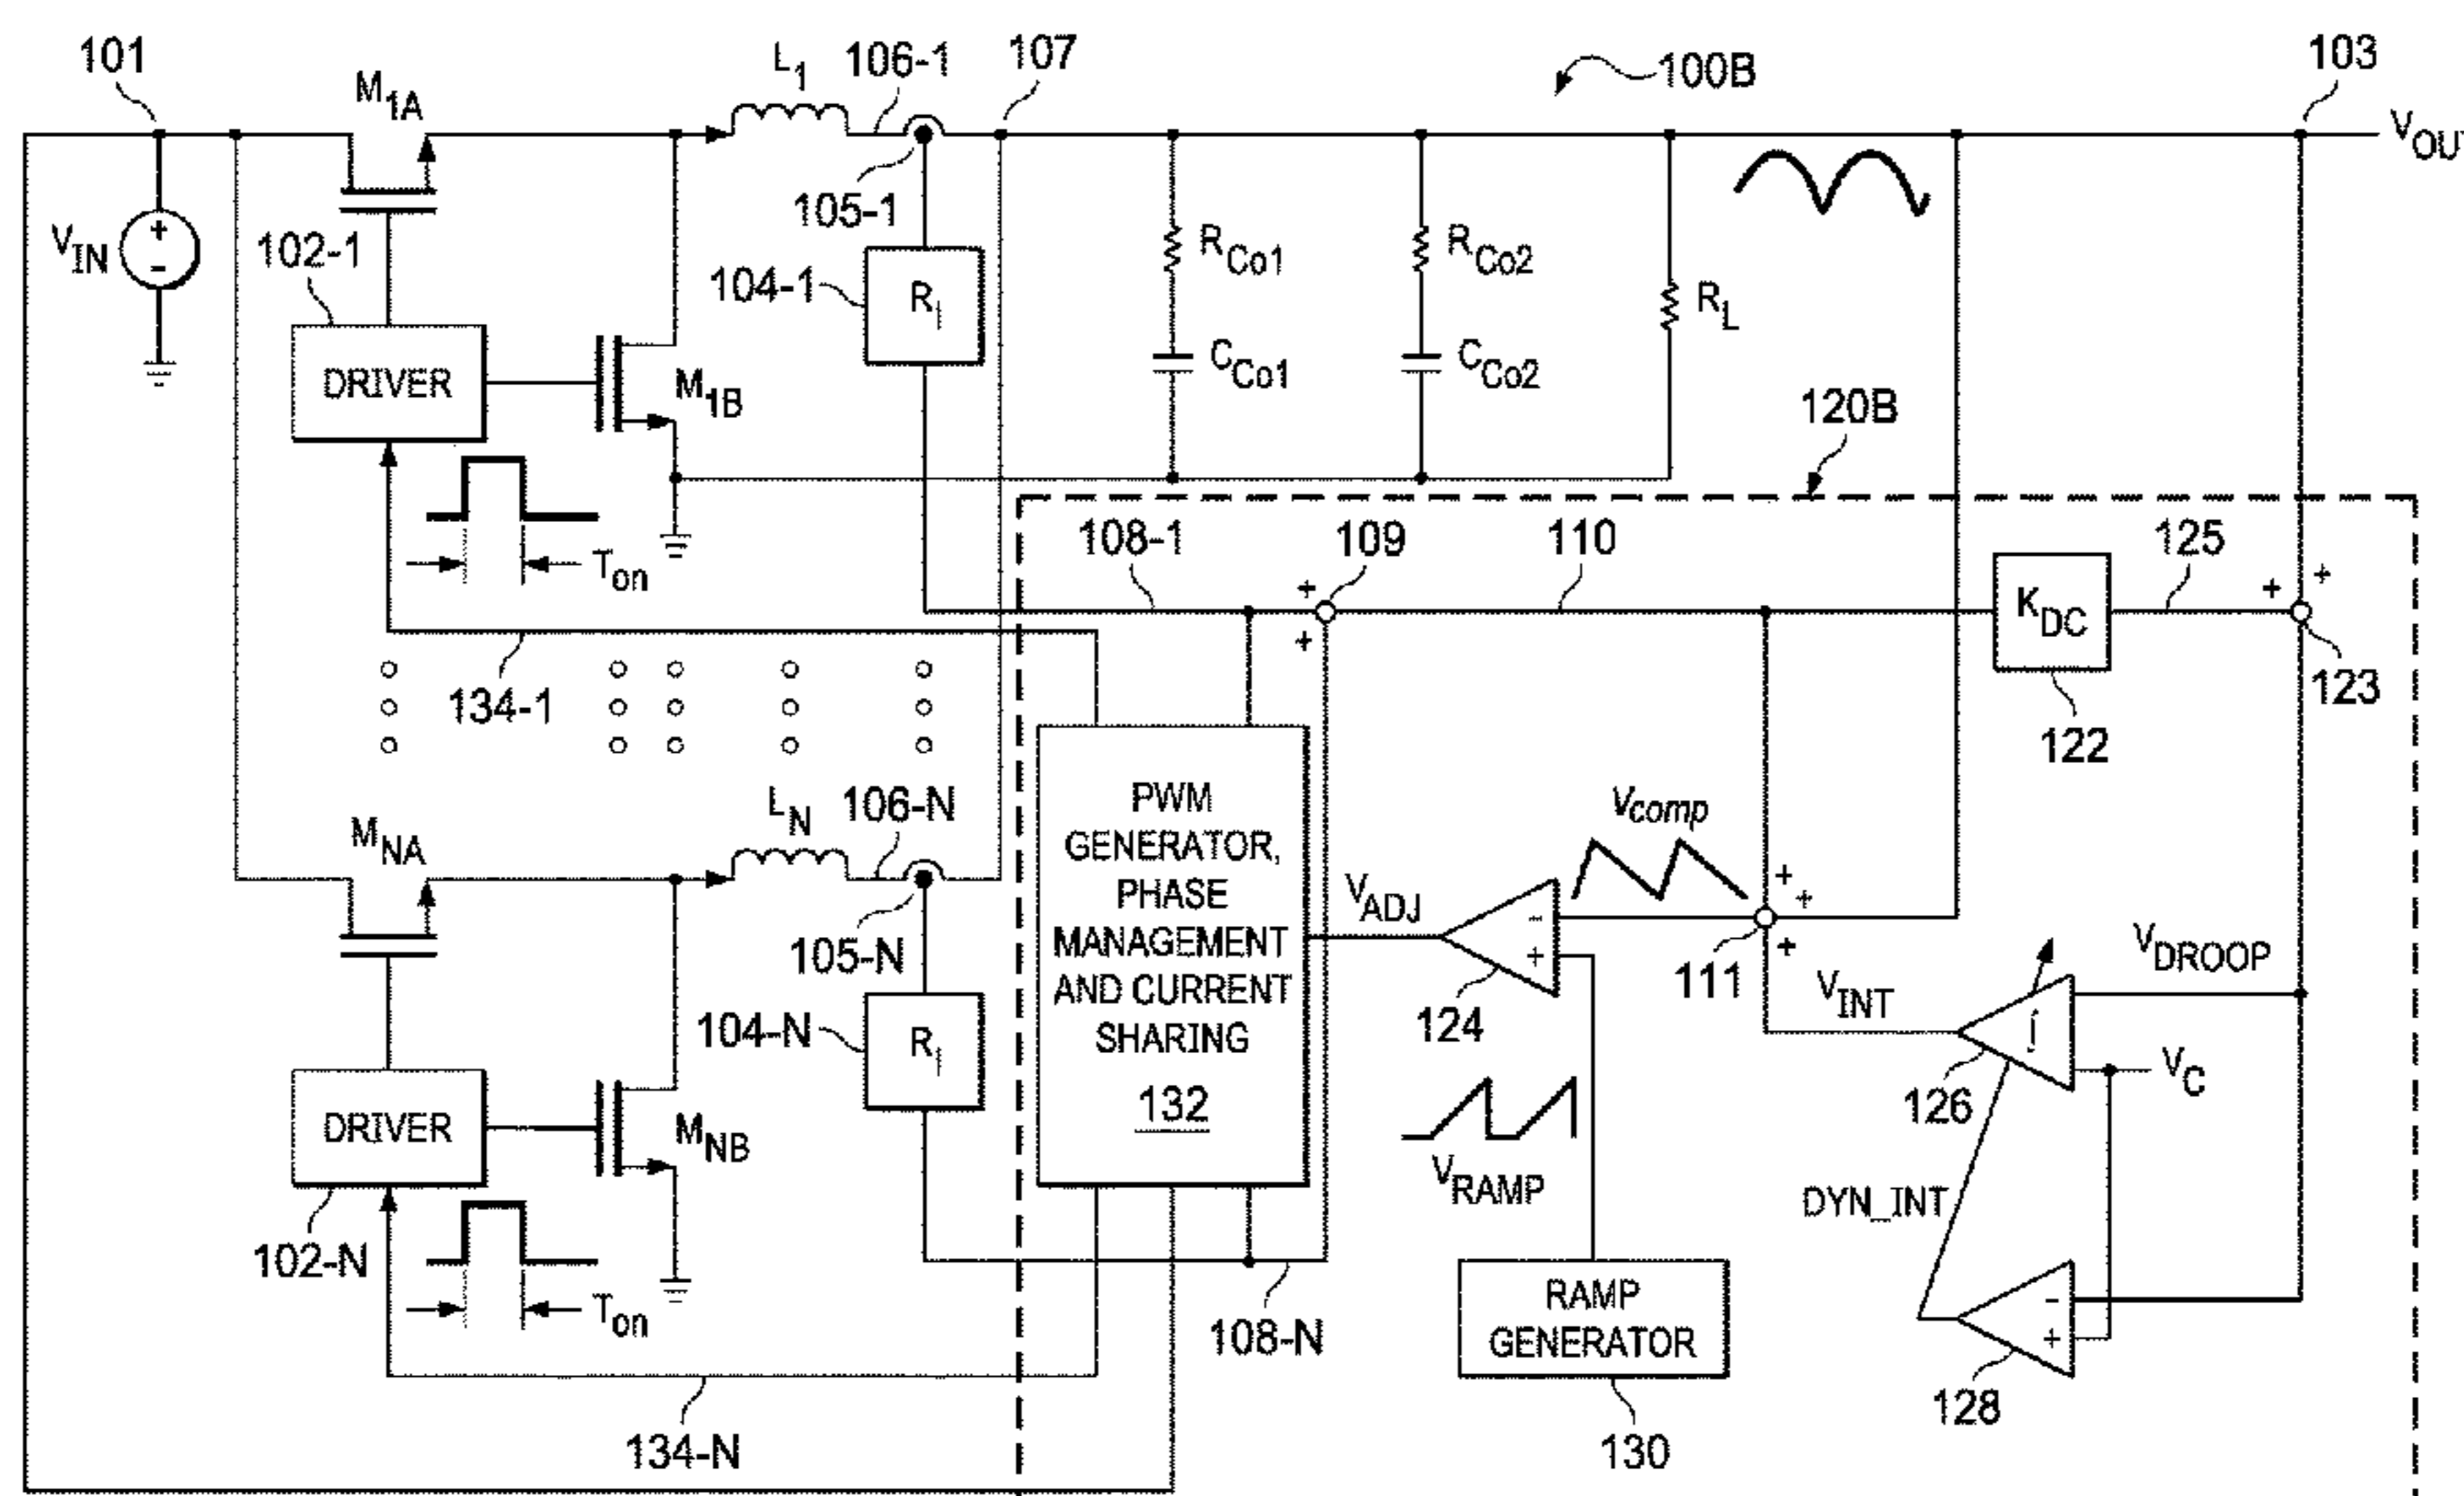 101
M1A
L1
106-1
107
100B
103
VOUT
VIN
+
-
102-1
105-1
104-1
RI
RCo1
RCo2
RL
CCo1
CCo2
DRIVER
M1B
120B
Ton
108-1
109
110
125
+
+
+
+
KDC
123
122
134-1
MNA
LN
106-N
105-N
104-N
RI
PWM
GENERATOR,
PHASE
MANAGEMENT
AND CURRENT
SHARING
132
Vcomp
VADJ
-
+
124
+
+
+
111
VINT
VDROOP
∫
126
VC
DRIVER
MNB
102-N
Ton
VRAMP
DYN_INT
RAMP
GENERATOR
130
-
+
128
108-N
134-N